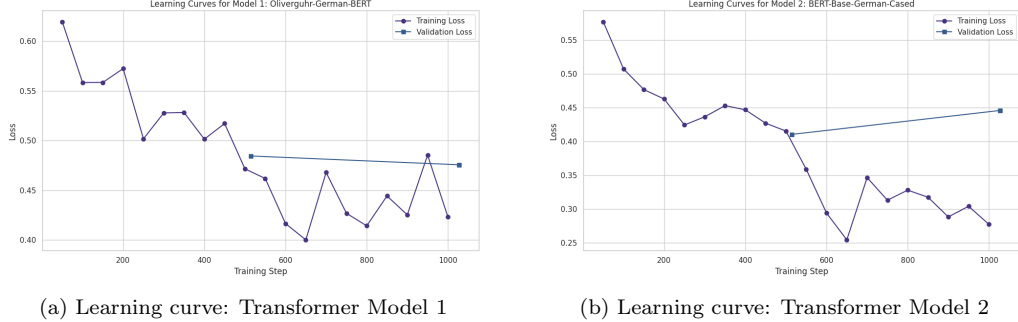 Learning Curves for Model 1: Oliverguhr-German-BERT
Training Loss
Validation Loss
0.60
0.55
0.50
0.45
0.40
Loss
200
400
600
800
1000
Training Step
(a) Learning curve: Transformer Model 1
Learning Curves for Model 2: BERT-Base-German-Cased
Training Loss
Validation Loss
0.55
0.50
0.45
0.40
0.35
0.30
0.25
Loss
200
400
600
800
1000
Training Step
(b) Learning curve: Transformer Model 2